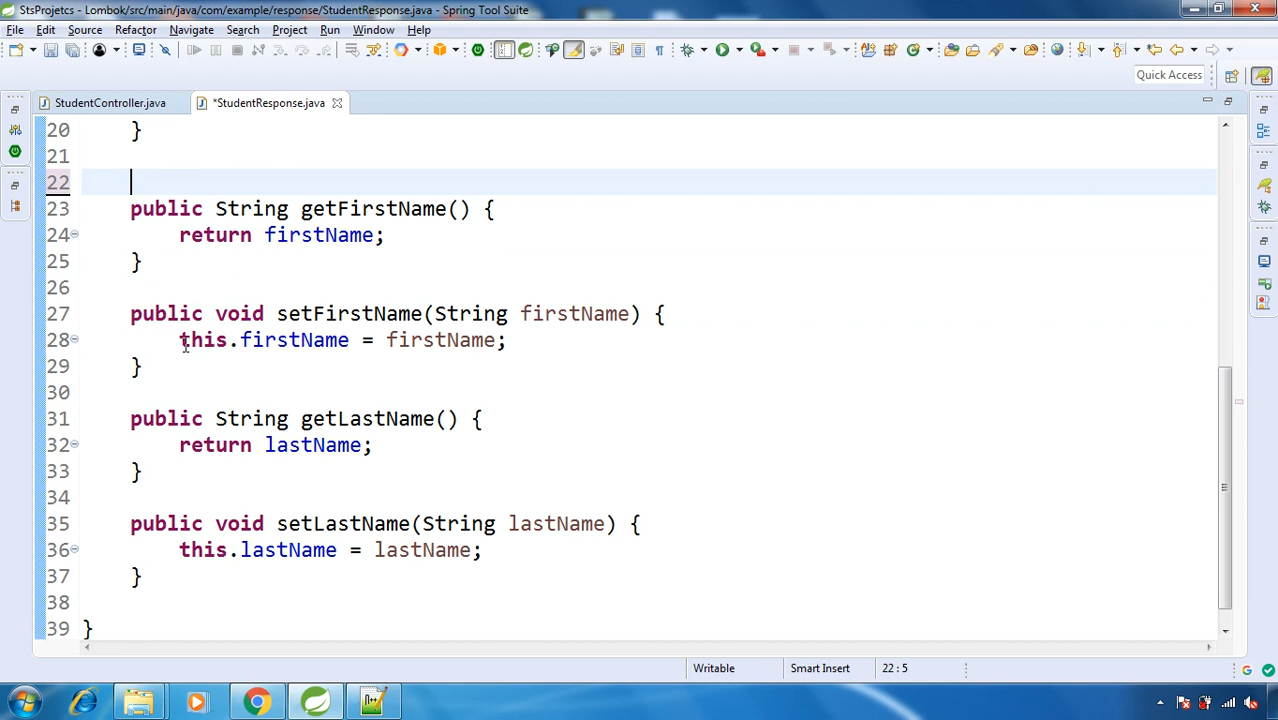 StsProjetcs - Lombok/src/main/java/com/example/response/StudentResponse.java - Spring Tool Suite
File Edit Source Refactor Navigate Search Project Run Window Help
Quick Access
StudentController.java *StudentResponse.java
20 }
21
22
23 public String getFirstName() {
24 return firstName;
25 }
26
27 public void setFirstName(String firstName) {
28 this.firstName = firstName;
29 }
30
31 public String getLastName() {
32 return lastName;
33 }
34
35 public void setLastName(String lastName) {
36 this.lastName = lastName;
37 }
38
39 }
Writable Smart Insert 22 : 5